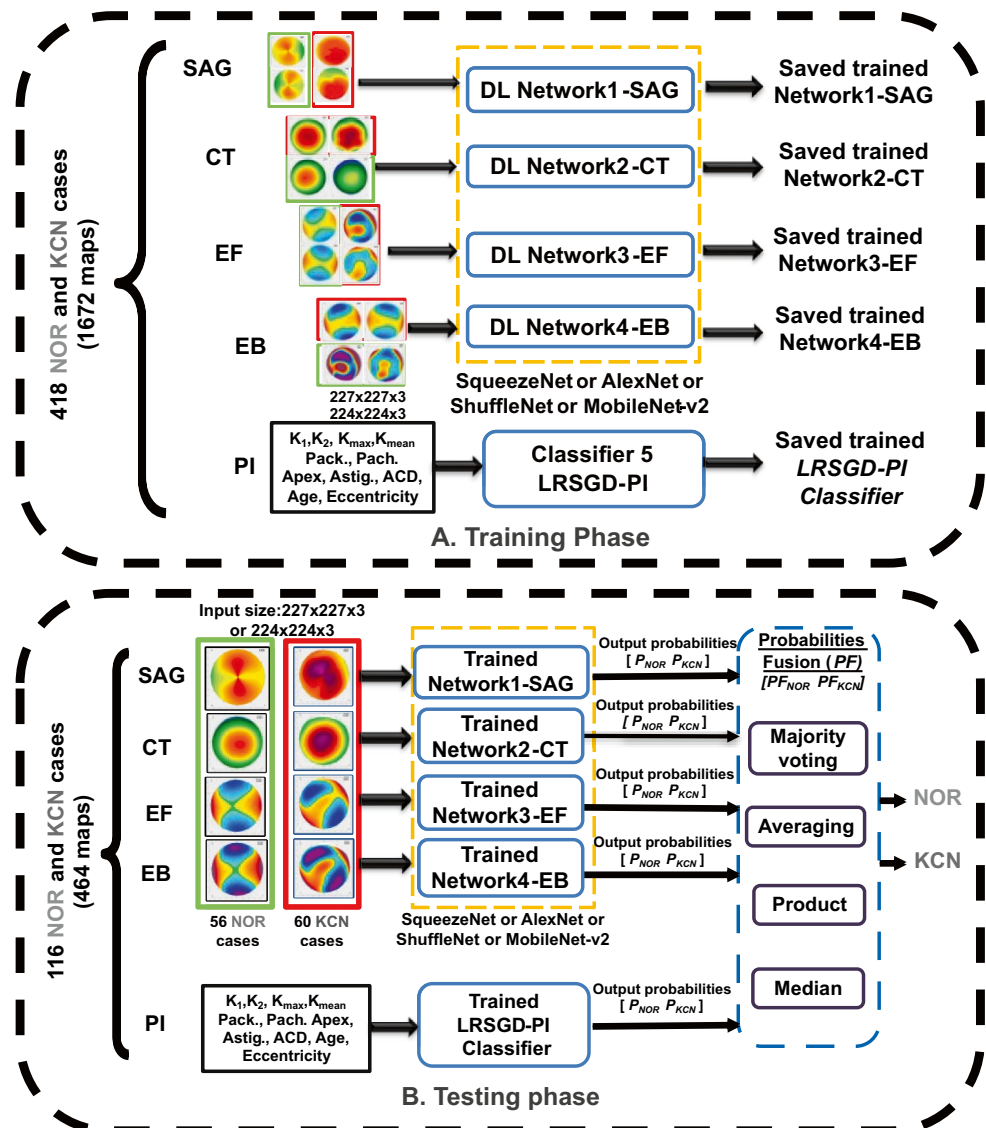 418 NOR and KCN cases
(1672 maps)
SAG
DL Network1-SAG
Saved trained
Network1-SAG
CT
DL Network2-CT
Saved trained
Network2-CT
EF
DL Network3-EF
Saved trained
Network3-EF
EB
DL Network4-EB
Saved trained
Network4-EB
227x227x3
224x224x3
SqueezeNet or AlexNet or
ShuffleNet or MobileNet-v2
PI
K1,K2, Kmax,Kmean
Pack., Pach.
Apex, Astig., ACD,
Age, Eccentricity
Classifier 5
LRSGD-PI
Saved trained
LRSGD-PI
Classifier
A. Training Phase
116 NOR and KCN cases
(464 maps)
Input size:227x227x3
or 224x224x3
SAG
Trained
Network1-SAG
Output probabilities
[ PNOR PKCN ]
CT
Trained
Network2-CT
Output probabilities
[ PNOR PKCN ]
EF
Trained
Network3-EF
Output probabilities
[ PNOR PKCN ]
EB
Trained
Network4-EB
Output probabilities
[ PNOR PKCN ]
56 NOR
cases
60 KCN
cases
SqueezeNet or AlexNet or
ShuffleNet or MobileNet-v2
PI
K1,K2, Kmax,Kmean
Pack., Pach. Apex,
Astig., ACD, Age,
Eccentricity
Trained
LRSGD-PI
Classifier
Output probabilities
[ PNOR PKCN ]
Probabilities
Fusion (PF)
[PFNOR PFKCN]
Majority
voting
Averaging
Product
Median
NOR
KCN
B. Testing phase